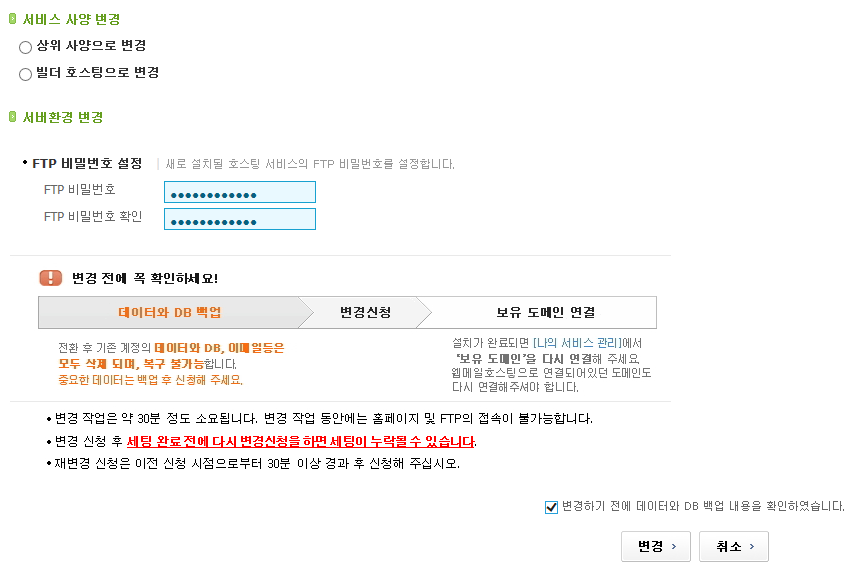 서비스 사양 변경
상위 사양으로 변경
빌더 호스팅으로 변경
서버환경 변경
• FTP 비밀번호 설정 | 새로 설치될 호스팅 서비스의 FTP 비밀번호를 설정합니다.
FTP 비밀번호 ••••••••••••
FTP 비밀번호 확인 ••••••••••••
! 변경 전에 꼭 확인하세요!
데이터와 DB 백업 변경신청 보유 도메인 연결
전환 후 기존 계정의 데이터와 DB, 이메일등은
모두 삭제 되며, 복구 불가능합니다.
중요한 데이터는 백업 후 신청해 주세요.
설치가 완료되면 [나의 서비스 관리]에서
‘보유 도메인’을 다시 연결해 주세요.
웹메일호스팅으로 연결되어있던 도메인도
다시 연결해주셔야 합니다.
• 변경 작업은 약 30분 정도 소요됩니다. 변경 작업 동안에는 홈페이지 및 FTP의 접속이 불가능합니다.
• 변경 신청 후 세팅 완료 전에 다시 변경신청을 하면 세팅이 누락될 수 있습니다.
• 재변경 신청은 이전 신청 시점으로부터 30분 이상 경과 후 신청해 주십시오.
변경하기 전에 데이터와 DB 백업 내용을 확인하였습니다.
변경 › 취소 ›